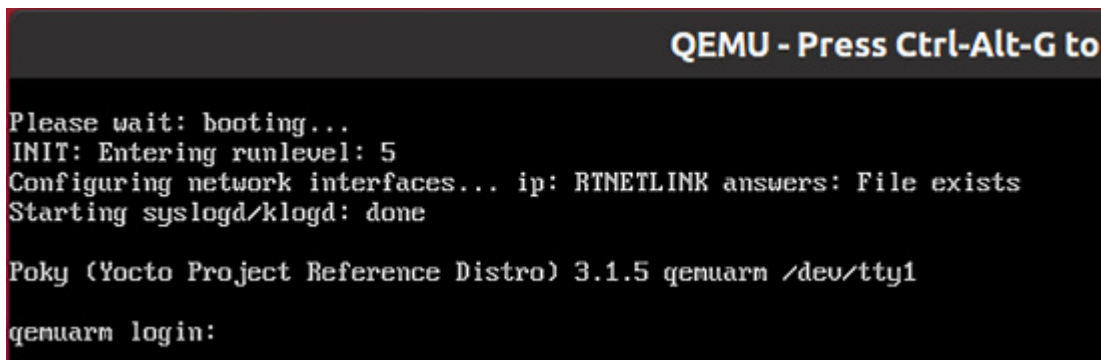 QEMU - Press Ctrl-Alt-G to
Please wait: booting...
INIT: Entering runlevel: 5
Configuring network interfaces... ip: RTNETLINK answers: File exists
Starting syslogd/klogd: done
Poky (Yocto Project Reference Distro) 3.1.5 qemuarm /dev/tty1
qemuarm login: